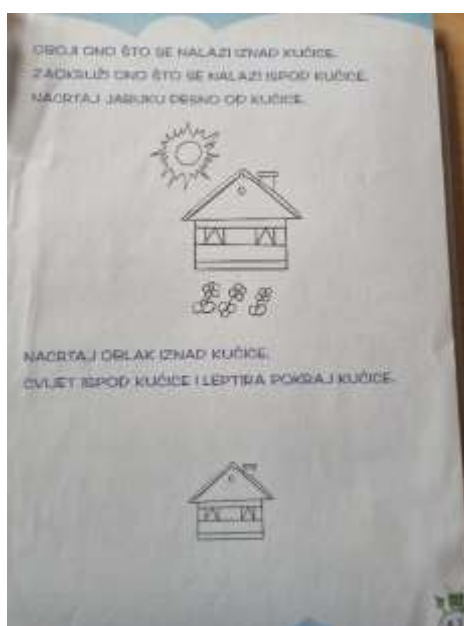 OBOJI ONO ŠTO SE NALAZI IZNAD KUĆICE.
ZAOKRUŽI ONO ŠTO SE NALAZI ISPOD KUĆICE.
NACRTAJ JABUKU DESNO OD KUĆICE.
NACRTAJ OBLAK IZNAD KUĆICE,
CVIJET ISPOD KUĆICE I LEPTIRA POKRAJ KUĆICE.